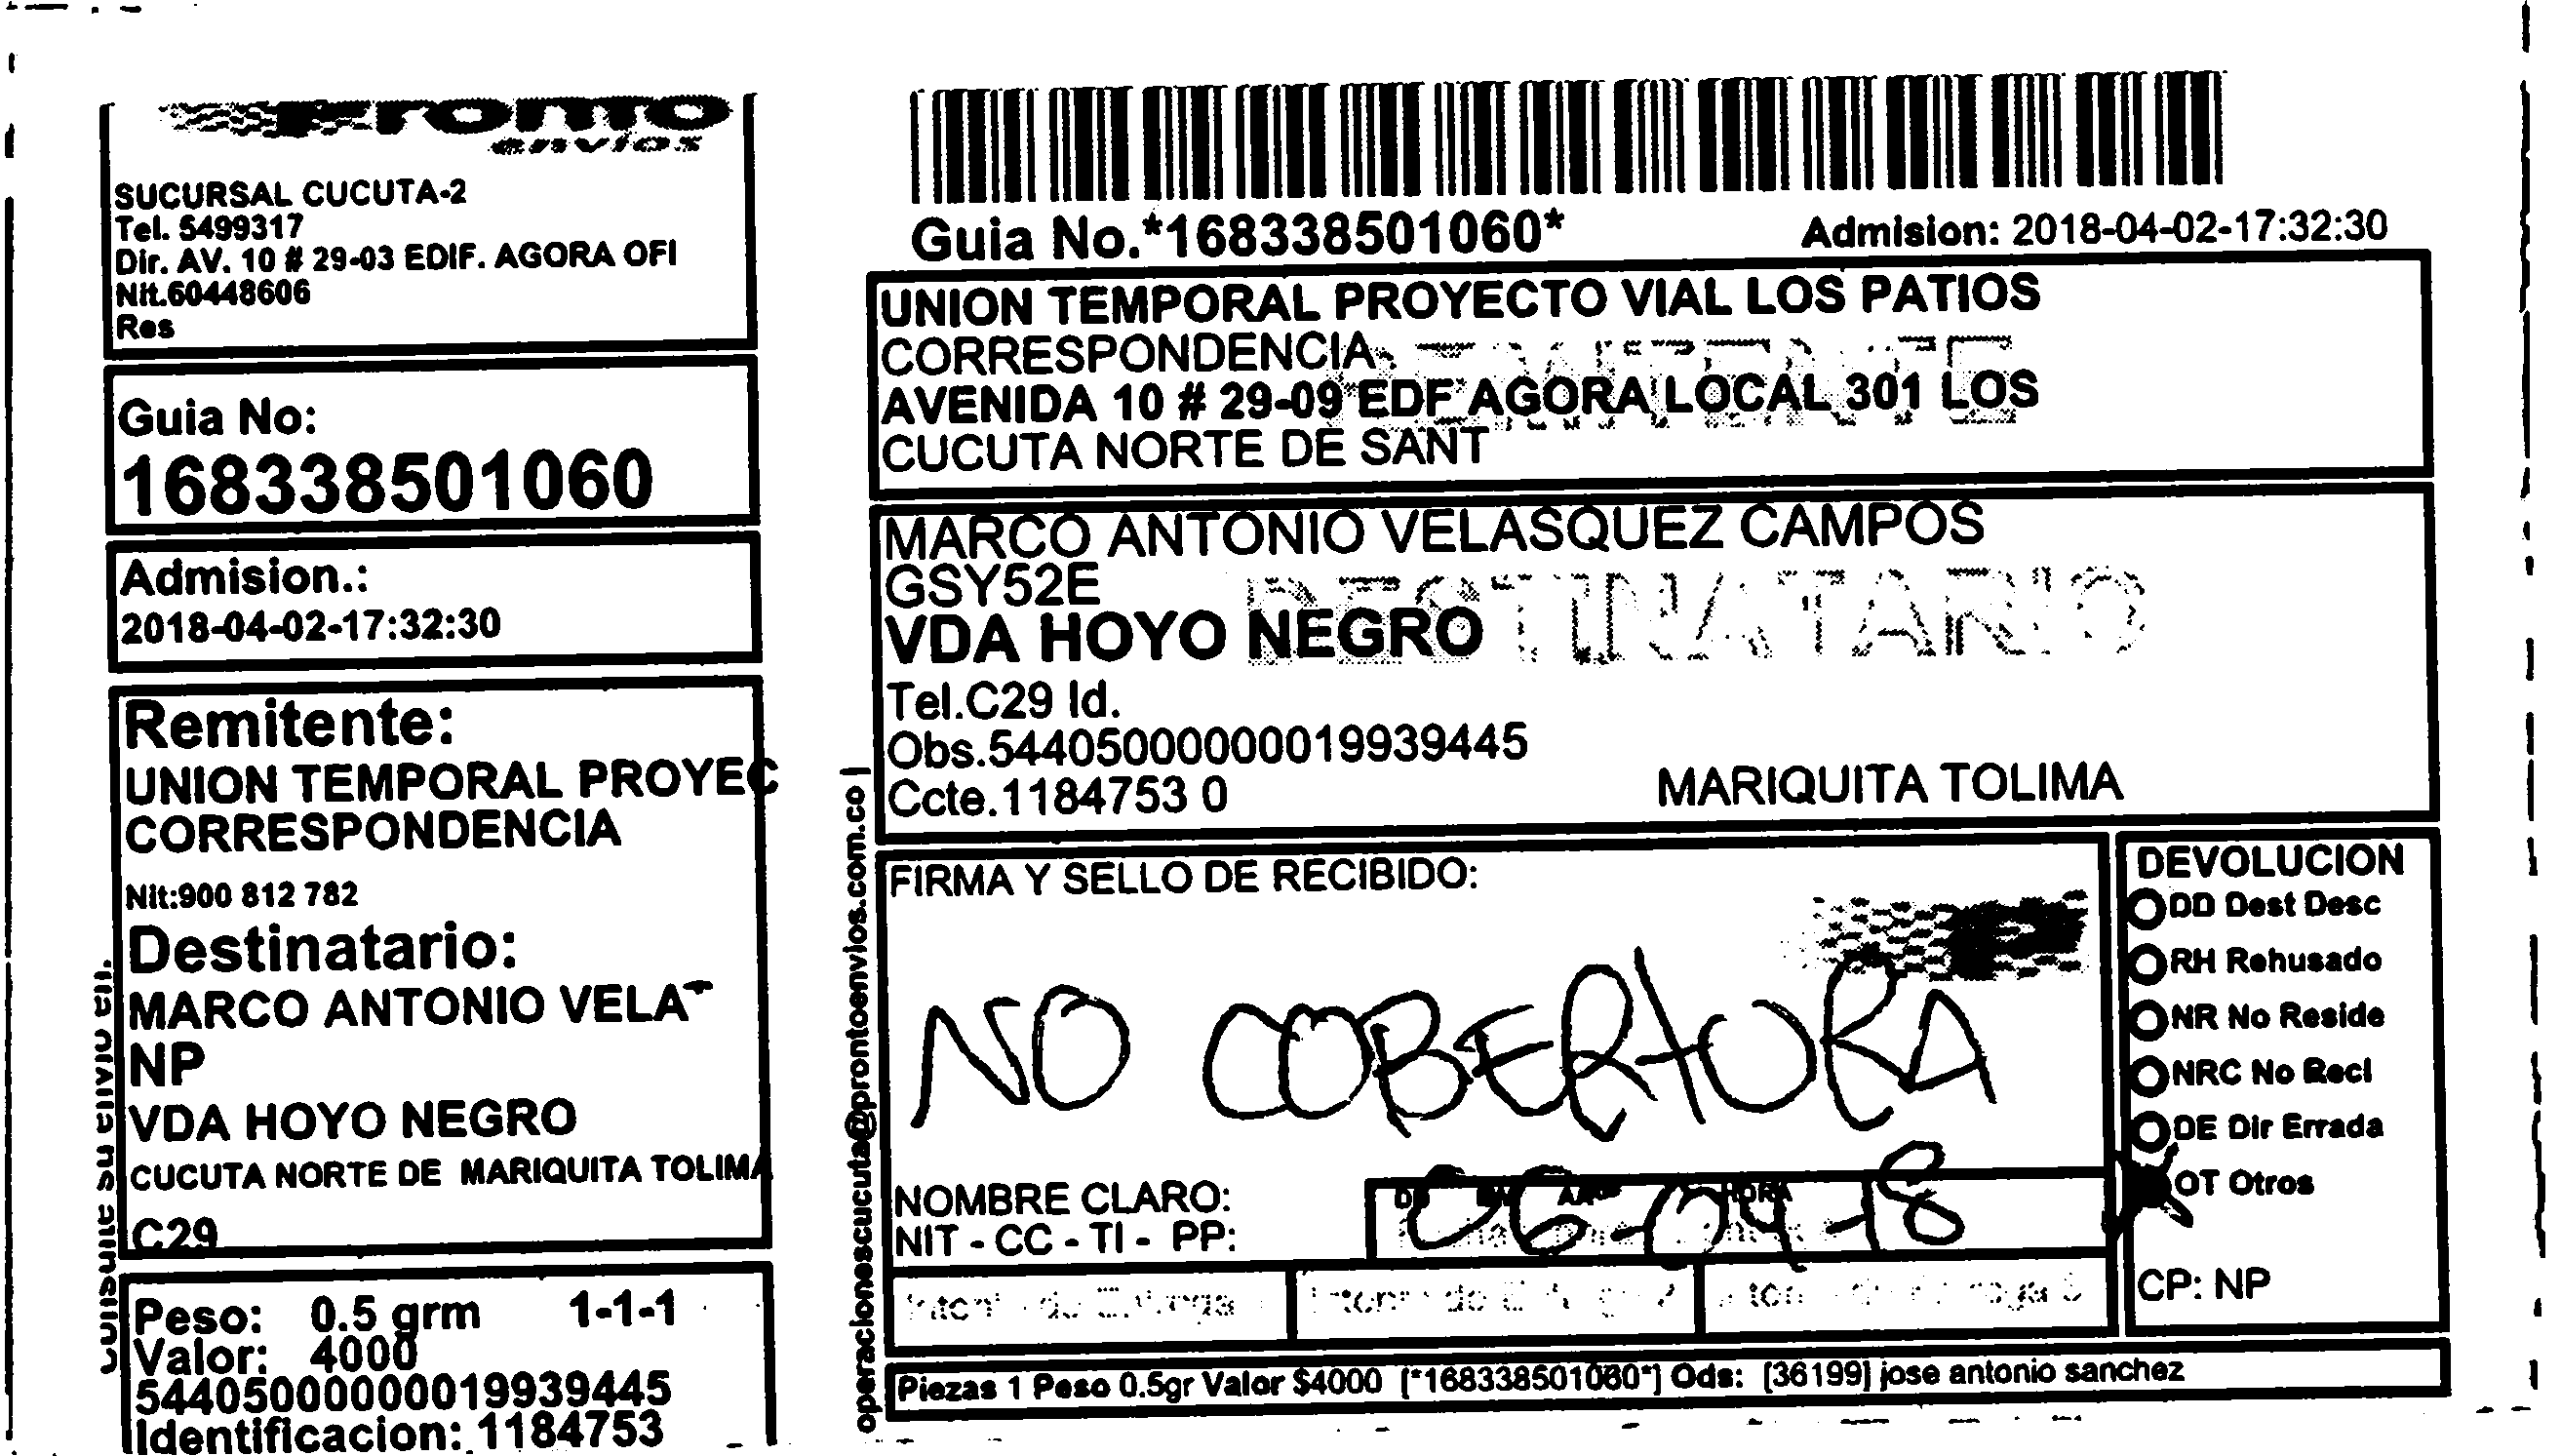 Pronto
envios
SUCURSAL CUCUTA-2
Tel. 5499317
Dir. AV. 10 # 29-03 EDIF. AGORA OFI
Nit.60448606
Res
Guia No:
168338501060
Admision.:
2018-04-02-17:32:30
Remitente:
UNION TEMPORAL PROYEC
CORRESPONDENCIA
Nit:900 812 782
Destinatario:
MARCO ANTONIO VELA
NP
VDA HOYO NEGRO
CUCUTA NORTE DE MARIQUITA TOLIMA
C29
Peso: 0.5 grm 1-1-1
Valor: 4000
544050000000019939445
Identificacion: 1184753
operacionescucuta@prontoenvios.com.co |
Guia No.*168338501060* Admision: 2018-04-02-17:32:30
UNION TEMPORAL PROYECTO VIAL LOS PATIOS
CORRESPONDENCIA
REMITENTE
AVENIDA 10 # 29-09 EDF AGORA LOCAL 301 LOS
CUCUTA NORTE DE SANT
MARCO ANTONIO VELASQUEZ CAMPOS
GSY52E
DESTINATARIO
VDA HOYO NEGRO
Tel.C29 Id.
Obs.544050000000019939445
Ccte.1184753 0 MARIQUITA TOLIMA
FIRMA Y SELLO DE RECIBIDO:
NO COBERTURA
NOMBRE CLARO:
NIT - CC - TI - PP:
HORA
06-04-18
DEVOLUCION
DD Dest Desc
RH Rehusado
NR No Reside
NRC No Recl
DE Dir Errada
OT Otros
CP: NP
Piezas 1 Peso 0.5gr Valor $4000 [*168338501060*] Ods: [36199] jose antonio sanchez